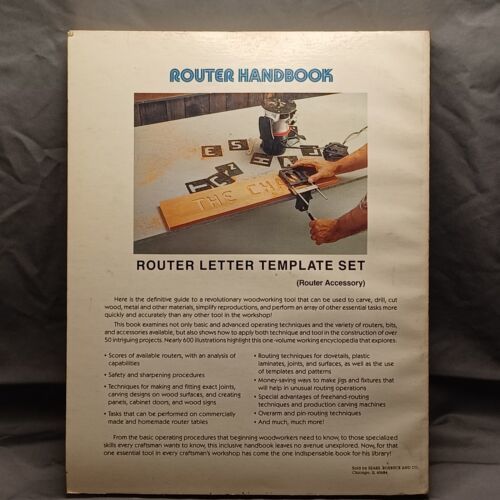 ROUTER HANDBOOK
E S
H A J
T C Z
THE CHA
ROUTER LETTER TEMPLATE SET
(Router Accessory)
Here is the definitive guide to a revolutionary woodworking tool that can be used to carve, drill, cut
wood, metal and other materials, simplify reproductions, and perform an array of other essential tasks more
quickly and accurately than any other tool in the workshop!
This book examines not only basic and advanced operating techniques and the variety of routers, bits,
and accessories available, but also shows how to apply both technique and tool in the construction of over
50 intriguing projects. Nearly 600 illustrations highlight this one-volume working encyclopedia that explores:
• Scores of available routers, with an analysis of
capabilities
• Safety and sharpening procedures
• Techniques for making and fitting exact joints,
carving designs on wood surfaces, and creating
panels, cabinet doors, and wood signs
• Tasks that can be performed on commercially
made and homemade router tables
• Routing techniques for dovetails, plastic
laminates, joints, and surfaces, as well as the use
of templates and patterns
• Money-saving ways to make jigs and fixtures that
will help in unusual routing operations
• Special advantages of freehand-routing
techniques and production carving machines
• Overarm and pin-routing techniques
• And much, much more!
From the basic operating procedures that beginning woodworkers need to know, to those specialized
skills every craftsman wants to know, this inclusive handbook leaves no avenue unexplored. Now, for that
one essential tool in every craftsman's workshop has come the one indispensable book for his library!
Sold by SEARS, ROEBUCK AND CO.
Chicago, IL 60684